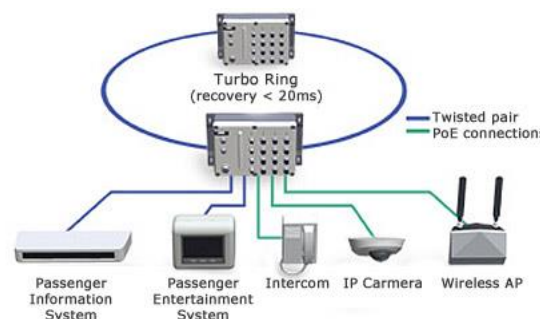 Turbo Ring
(recovery < 20ms)
Twisted pair
PoE connections
Passenger
Information
System
Passenger
Entertainment
System
Intercom
IP Carmera
Wireless AP